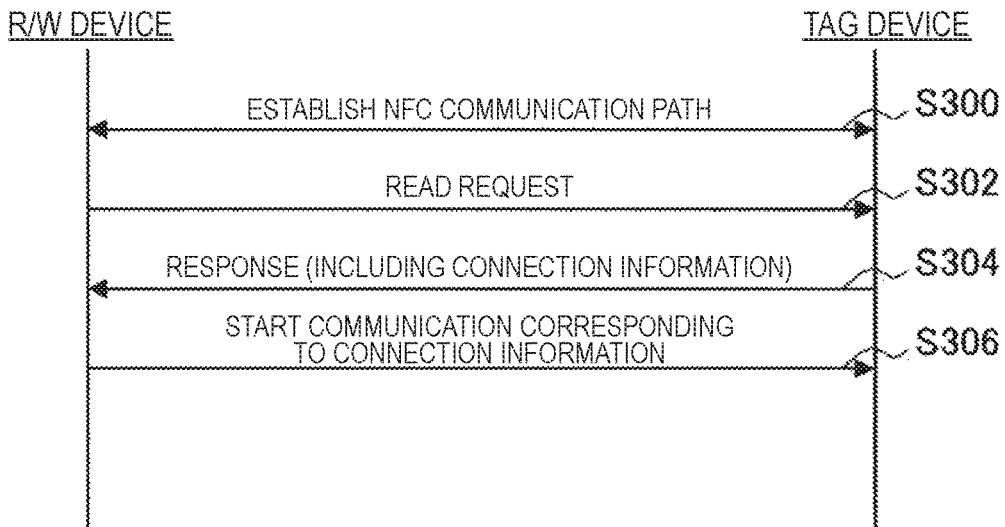 R/W DEVICE
TAG DEVICE
ESTABLISH NFC COMMUNICATION PATH
S300
READ REQUEST
S302
RESPONSE (INCLUDING CONNECTION INFORMATION)
S304
START COMMUNICATION CORRESPONDING
TO CONNECTION INFORMATION
S306